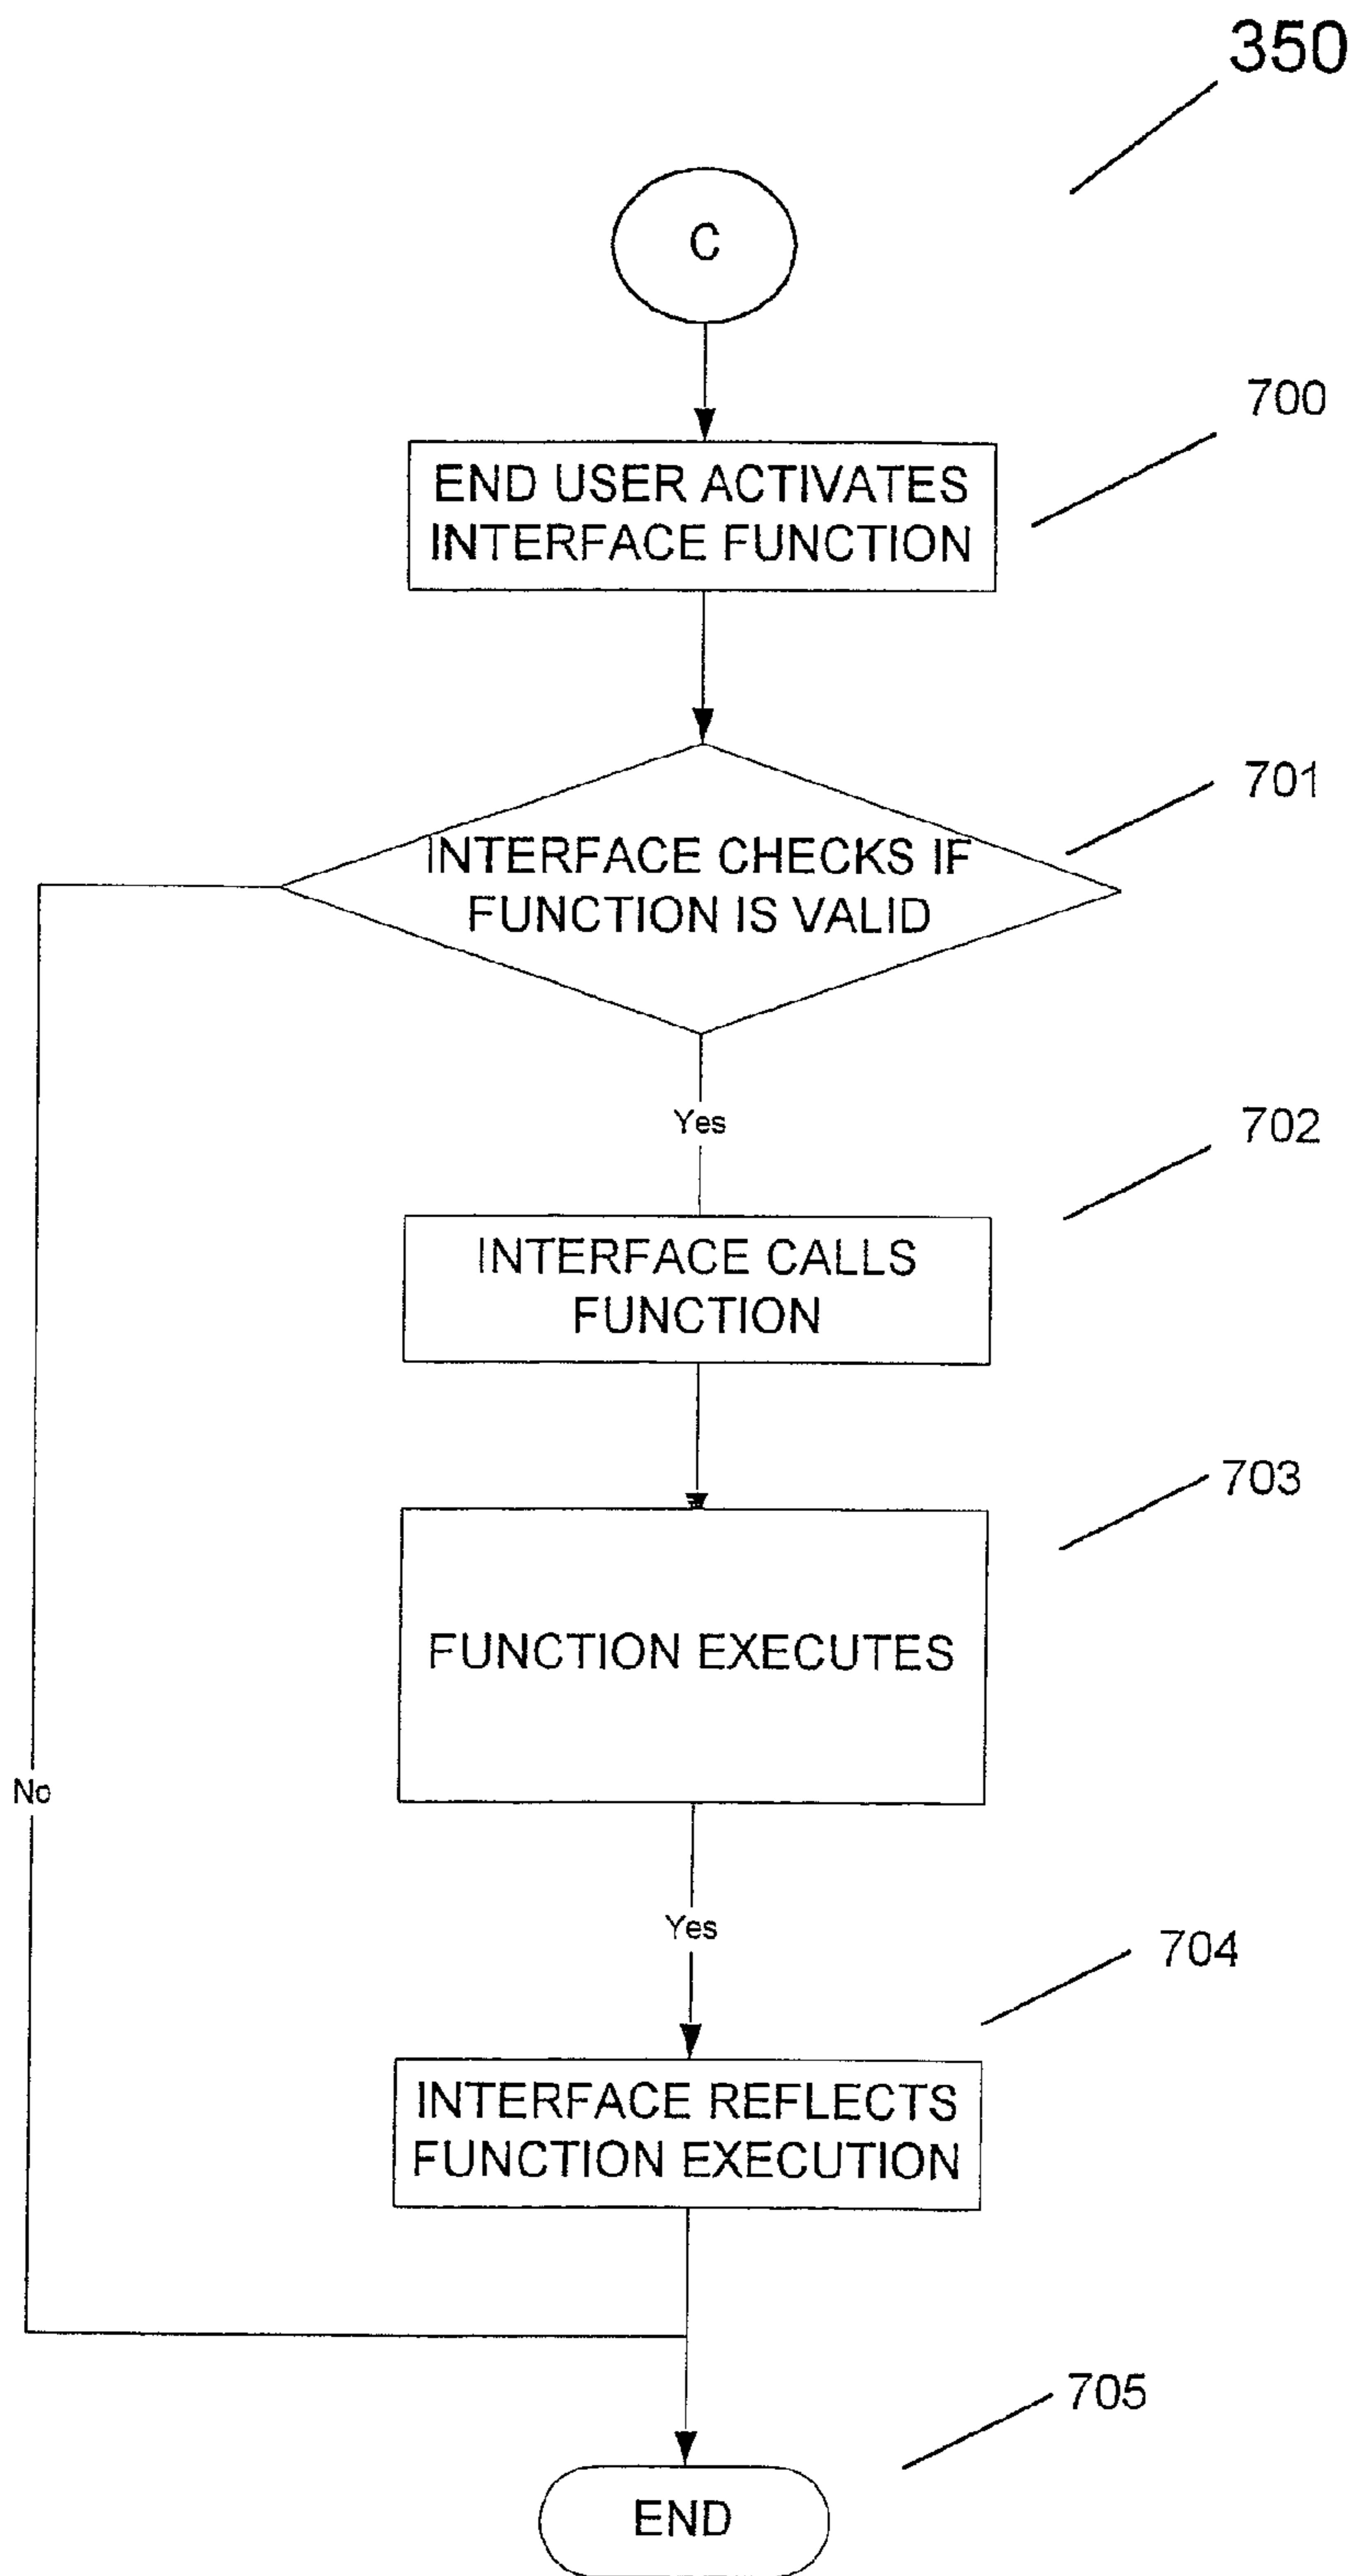 350
C
700
END USER ACTIVATES
INTERFACE FUNCTION
701
INTERFACE CHECKS IF
FUNCTION IS VALID
Yes
702
INTERFACE CALLS
FUNCTION
703
FUNCTION EXECUTES
No
Yes
704
INTERFACE REFLECTS
FUNCTION EXECUTION
705
END